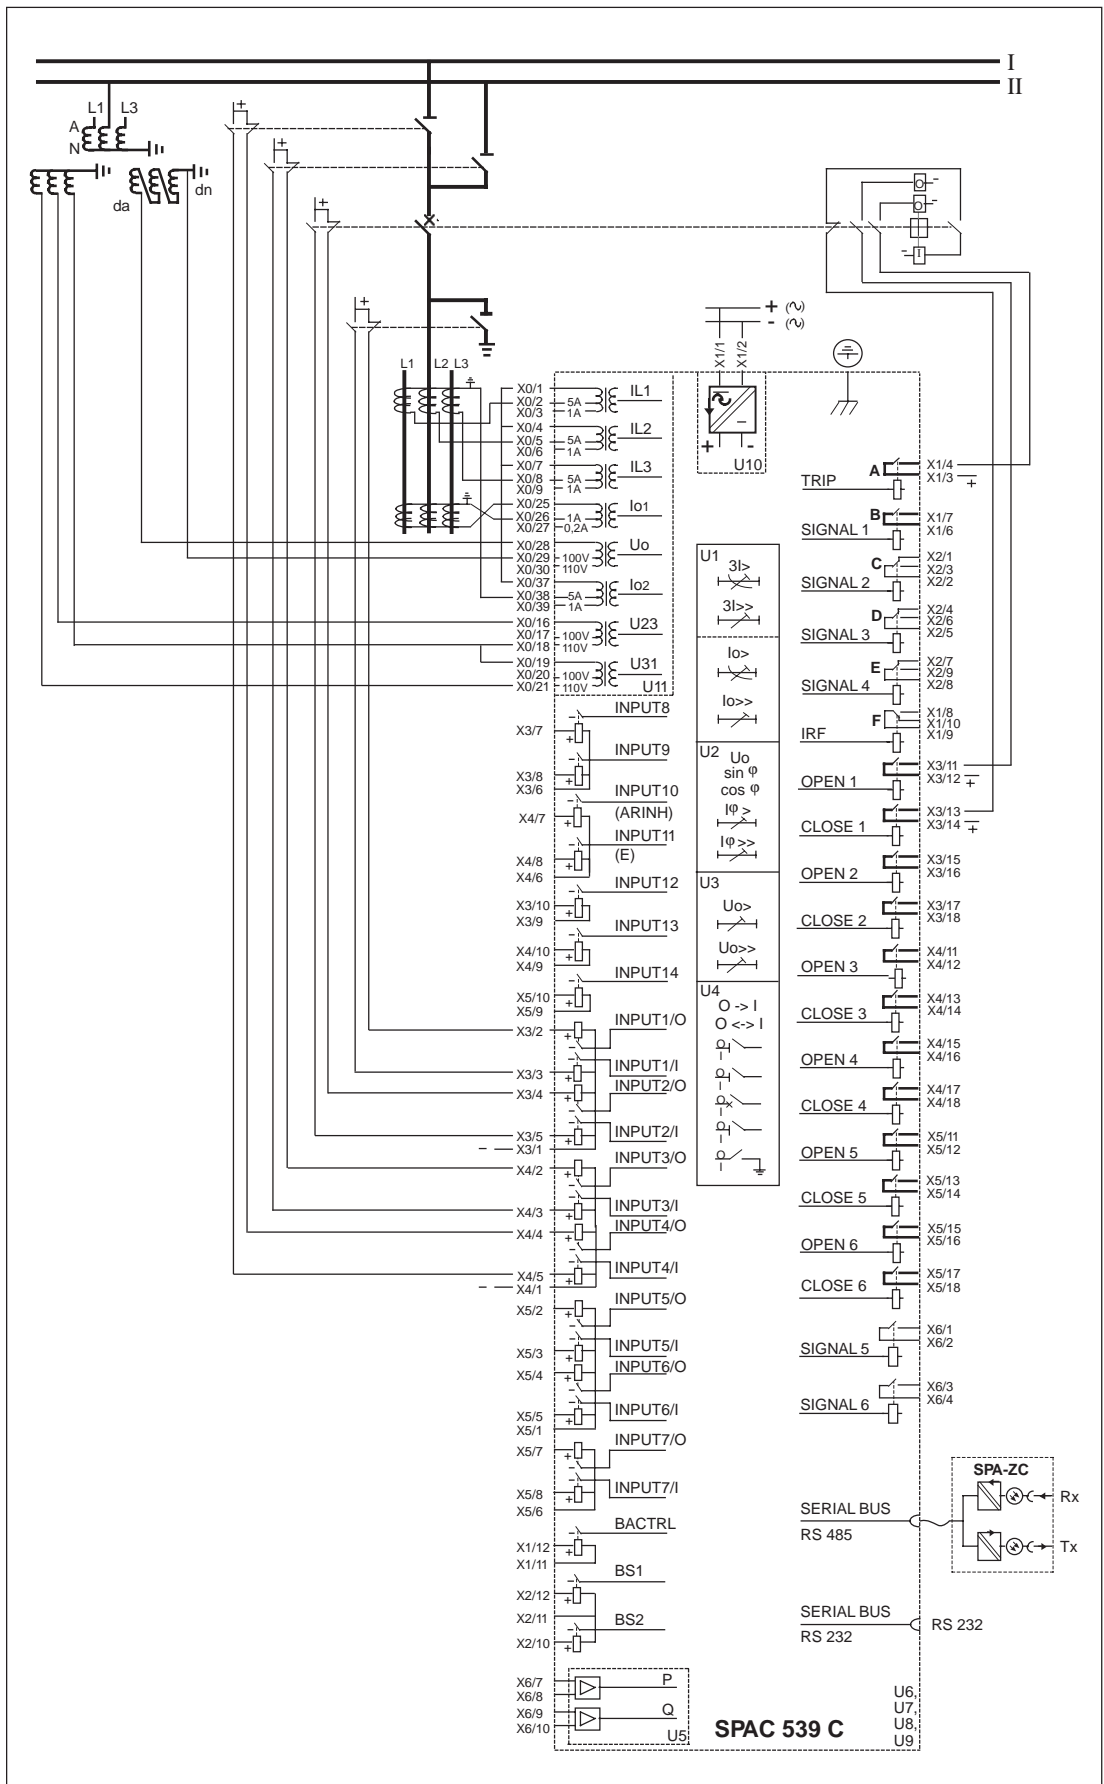 I
II
L1 L3
A
N
da
dn
+
+
+
+
O -
O -
- I
+ (~)
- (~)
X1/1
X1/2
+ -
U10
L1 L2 L3
X0/1
X0/2 5A IL1
X0/3 1A
X0/4
X0/5 5A IL2
X0/6 1A
X0/7
X0/8 5A IL3
X0/9 1A
X0/25
X0/26 1A Io1
X0/27 0,2A
X0/28
X0/29 100V Uo
X0/30 110V
X0/37
X0/38 5A Io2
X0/39 1A
X0/16
X0/17 100V U23
X0/18 110V
X0/19
X0/20 100V U31
X0/21 110V
U11
INPUT8
X3/7
INPUT9
X3/8
X3/6
INPUT10
X4/7 (ARINH)
INPUT11
X4/8 (E)
X4/6
INPUT12
X3/10
X3/9
INPUT13
X4/10
X4/9
INPUT14
X5/10
X5/9
X3/2 INPUT1/O
X3/3 INPUT1/I
X3/4 INPUT2/O
X3/5 INPUT2/I
X3/1
X4/2 INPUT3/O
X4/3 INPUT3/I
X4/4 INPUT4/O
X4/5 INPUT4/I
X4/1
X5/2 INPUT5/O
X5/3 INPUT5/I
X5/4 INPUT6/O
X5/5 INPUT6/I
X5/1
X5/7 INPUT7/O
X5/8 INPUT7/I
X5/6
BACTRL
X1/12
X1/11
BS1
X2/12
X2/11
BS2
X2/10
X6/7 P
X6/8
X6/9 Q
X6/10
U5
U1
3I>
3I>>
Io>
Io>>
U2
Uo
sin φ
cos φ
Iφ >
Iφ >>
U3
Uo>
Uo>>
U4
O -> I
O <-> I
TRIP A X1/4
X1/3
SIGNAL 1 B X1/7
X1/6
SIGNAL 2 C X2/1
X2/3
X2/2
SIGNAL 3 D X2/4
X2/6
X2/5
SIGNAL 4 E X2/7
X2/9
X2/8
IRF F X1/8
X1/10
X1/9
OPEN 1 X3/11
X3/12
CLOSE 1 X3/13
X3/14
OPEN 2 X3/15
X3/16
CLOSE 2 X3/17
X3/18
OPEN 3 X4/11
X4/12
CLOSE 3 X4/13
X4/14
OPEN 4 X4/15
X4/16
CLOSE 4 X4/17
X4/18
OPEN 5 X5/11
X5/12
CLOSE 5 X5/13
X5/14
OPEN 6 X5/15
X5/16
CLOSE 6 X5/17
X5/18
SIGNAL 5 X6/1
X6/2
SIGNAL 6 X6/3
X6/4
SPA-ZC
Rx
Tx
SERIAL BUS
RS 485
SERIAL BUS
RS 232
RS 232
U6,
U7,
U8,
U9
SPAC 539 C